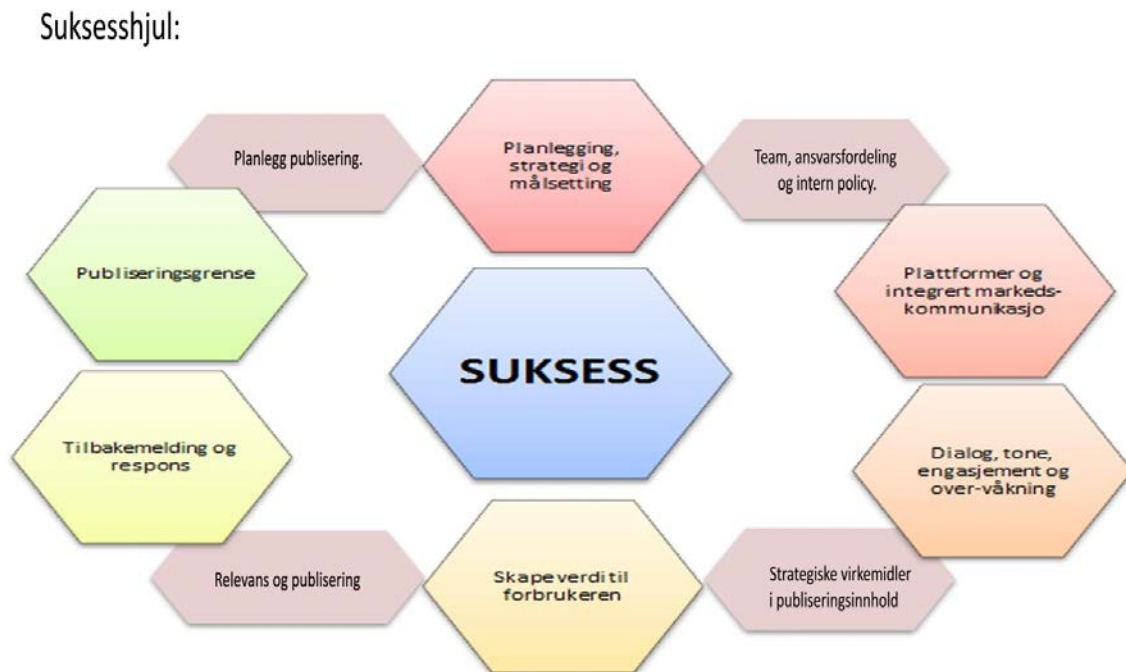 Suksesshjul:
Planlegg publisering.
Planlegging,
strategi og
målsetting
Team, ansvarsfordeling
og intern policy.
Publiseringsgrense
Plattformer og
integrert markeds-
kommunikasjo
SUKSESS
Tilbakemelding og
respons
Dialog, tone,
engasjement og
over-våkning
Relevans og publisering
Skape verdi til
forbrukeren
Strategiske virkemidler
i publiseringsinnhold